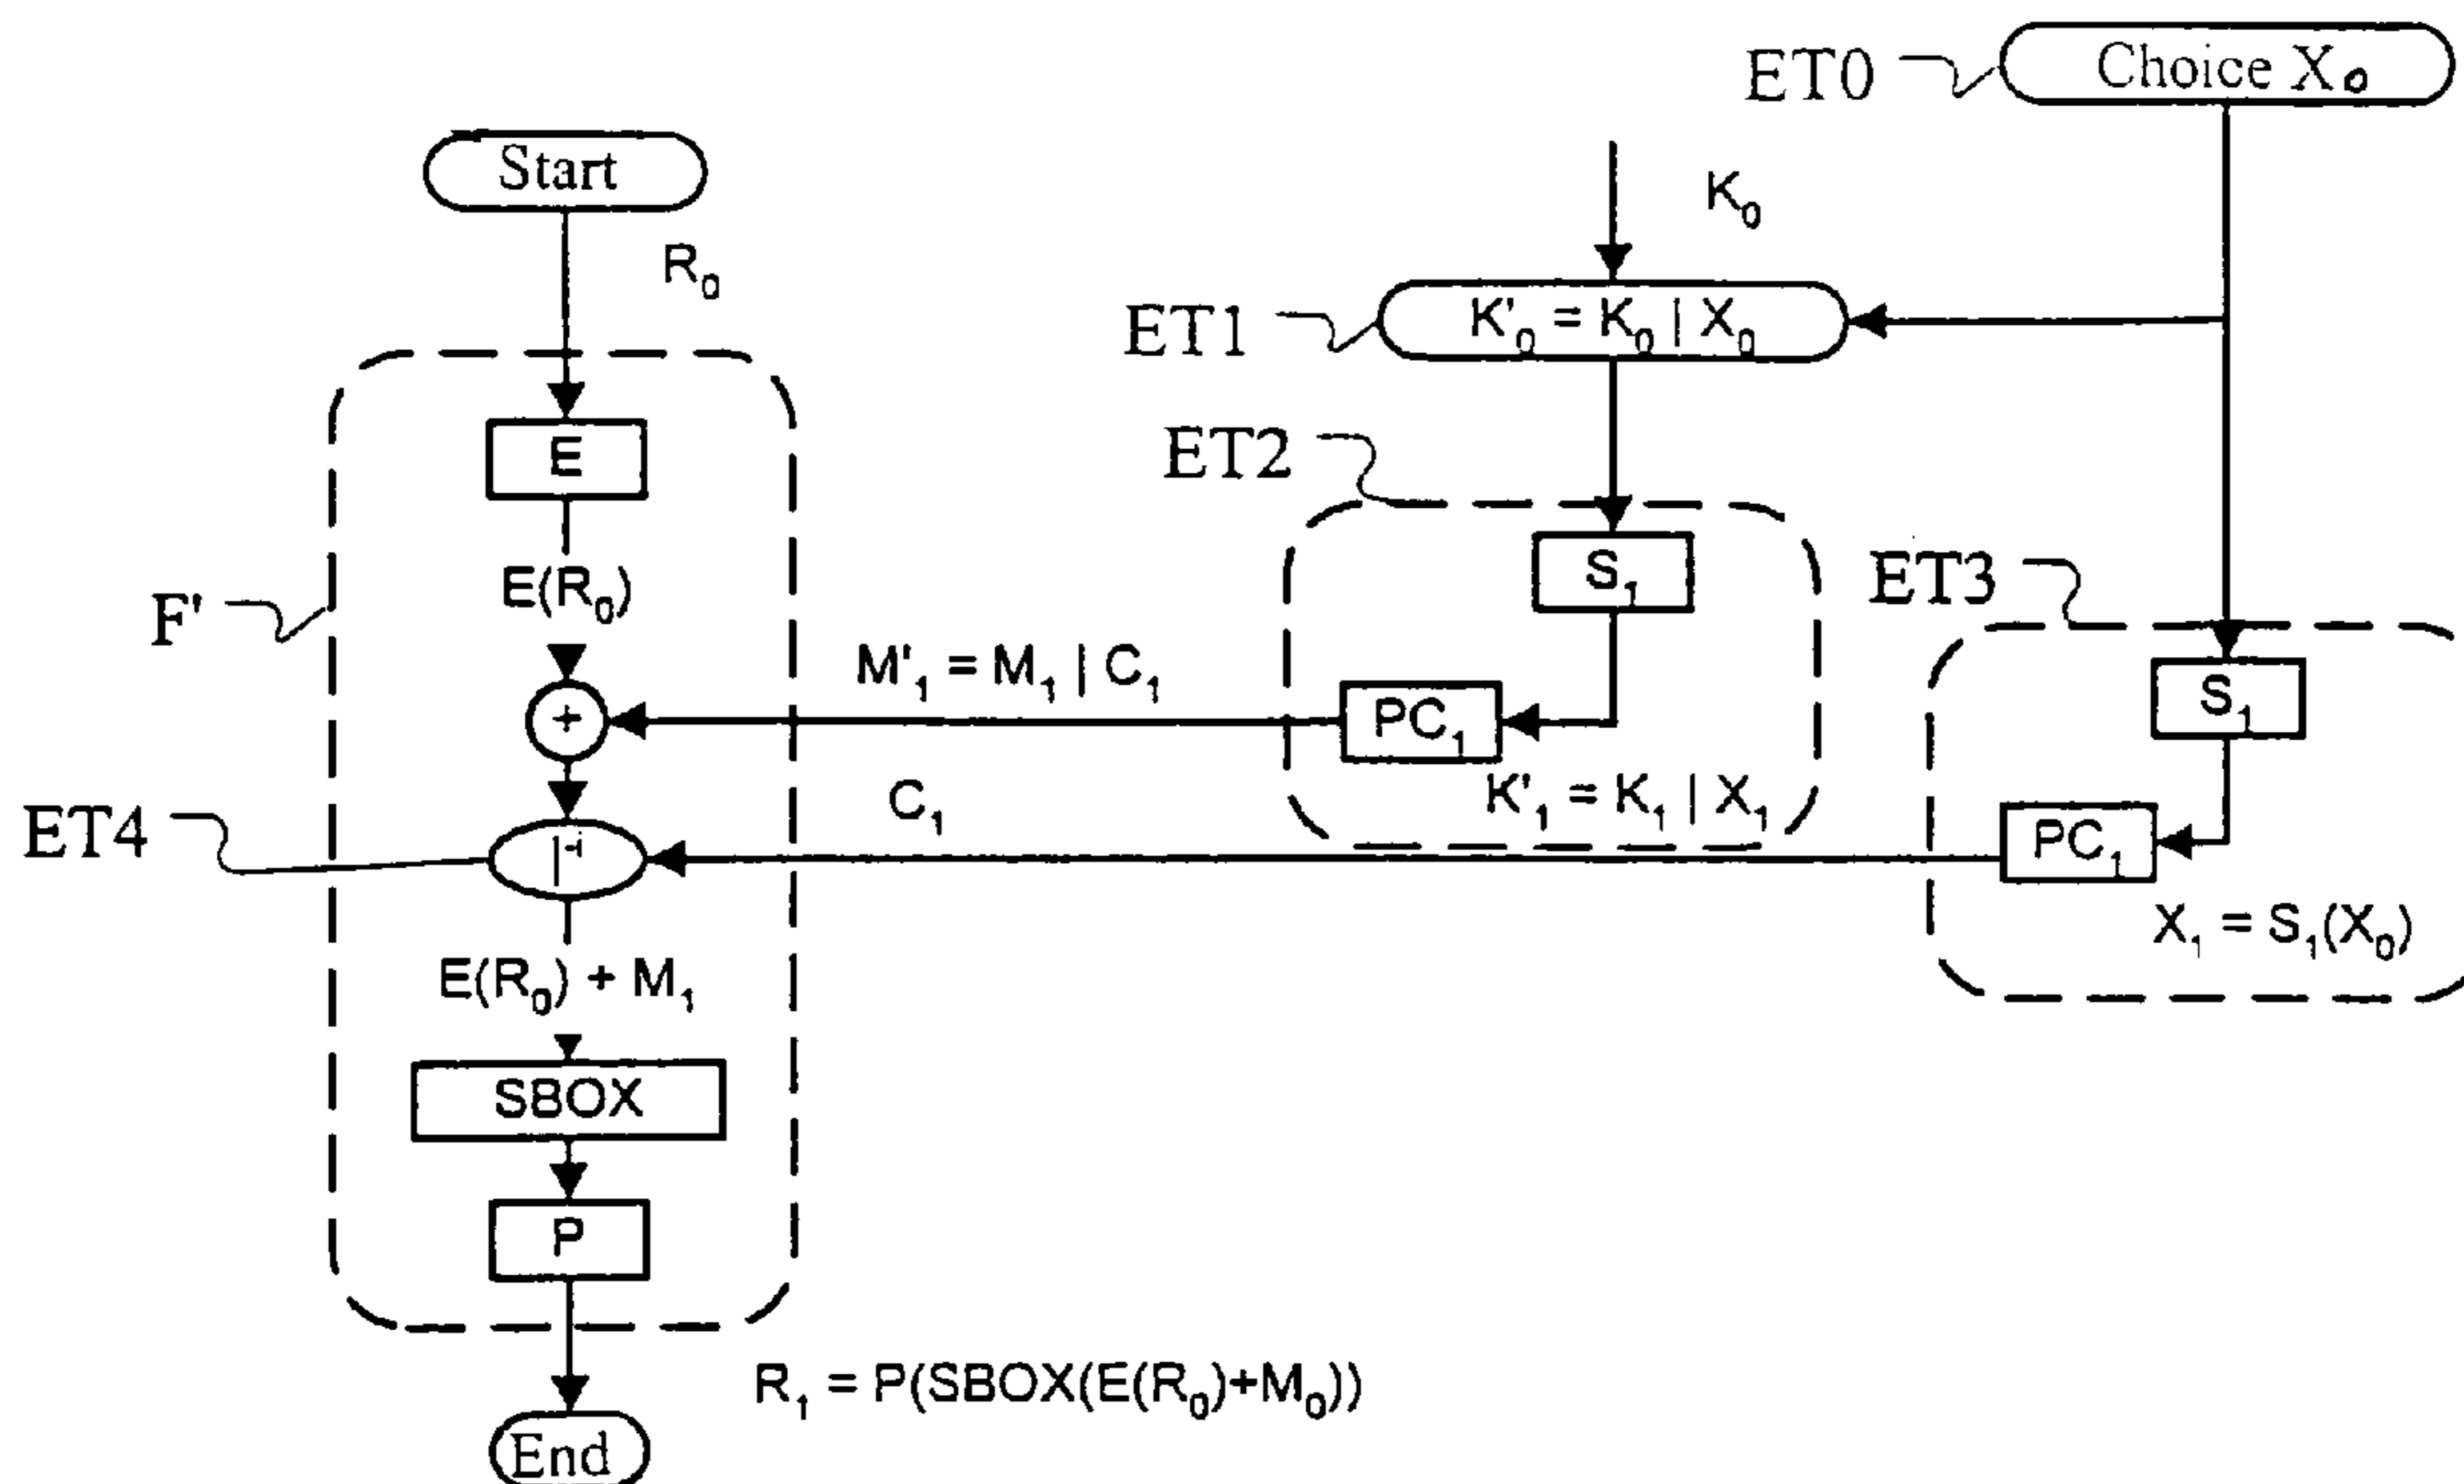 ET0
Choice X₀
Start
K₀
R₀
ET1
K'₀ = K₀ | X₀
ET2
E
S₁
ET3
E(R₀)
F'
M'₁ = M₁ | C₁
S₁
+
PC₁
K'₁ = K₁ | X₁
C₁
ET4
|⁻¹
PC₁
X₁ = S₁(X₀)
E(R₀) + M₁
SBOX
P
R₁ = P(SBOX(E(R₀)+M₀))
End